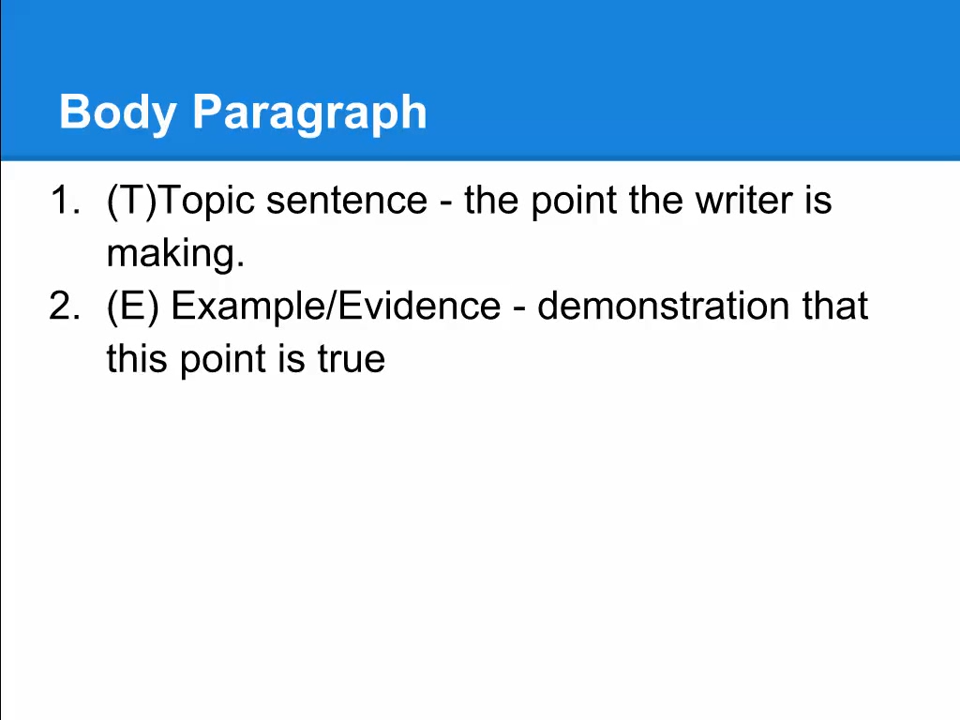 Body Paragraph
1. (T)Topic sentence - the point the writer is
making.
2. (E) Example/Evidence - demonstration that
this point is true